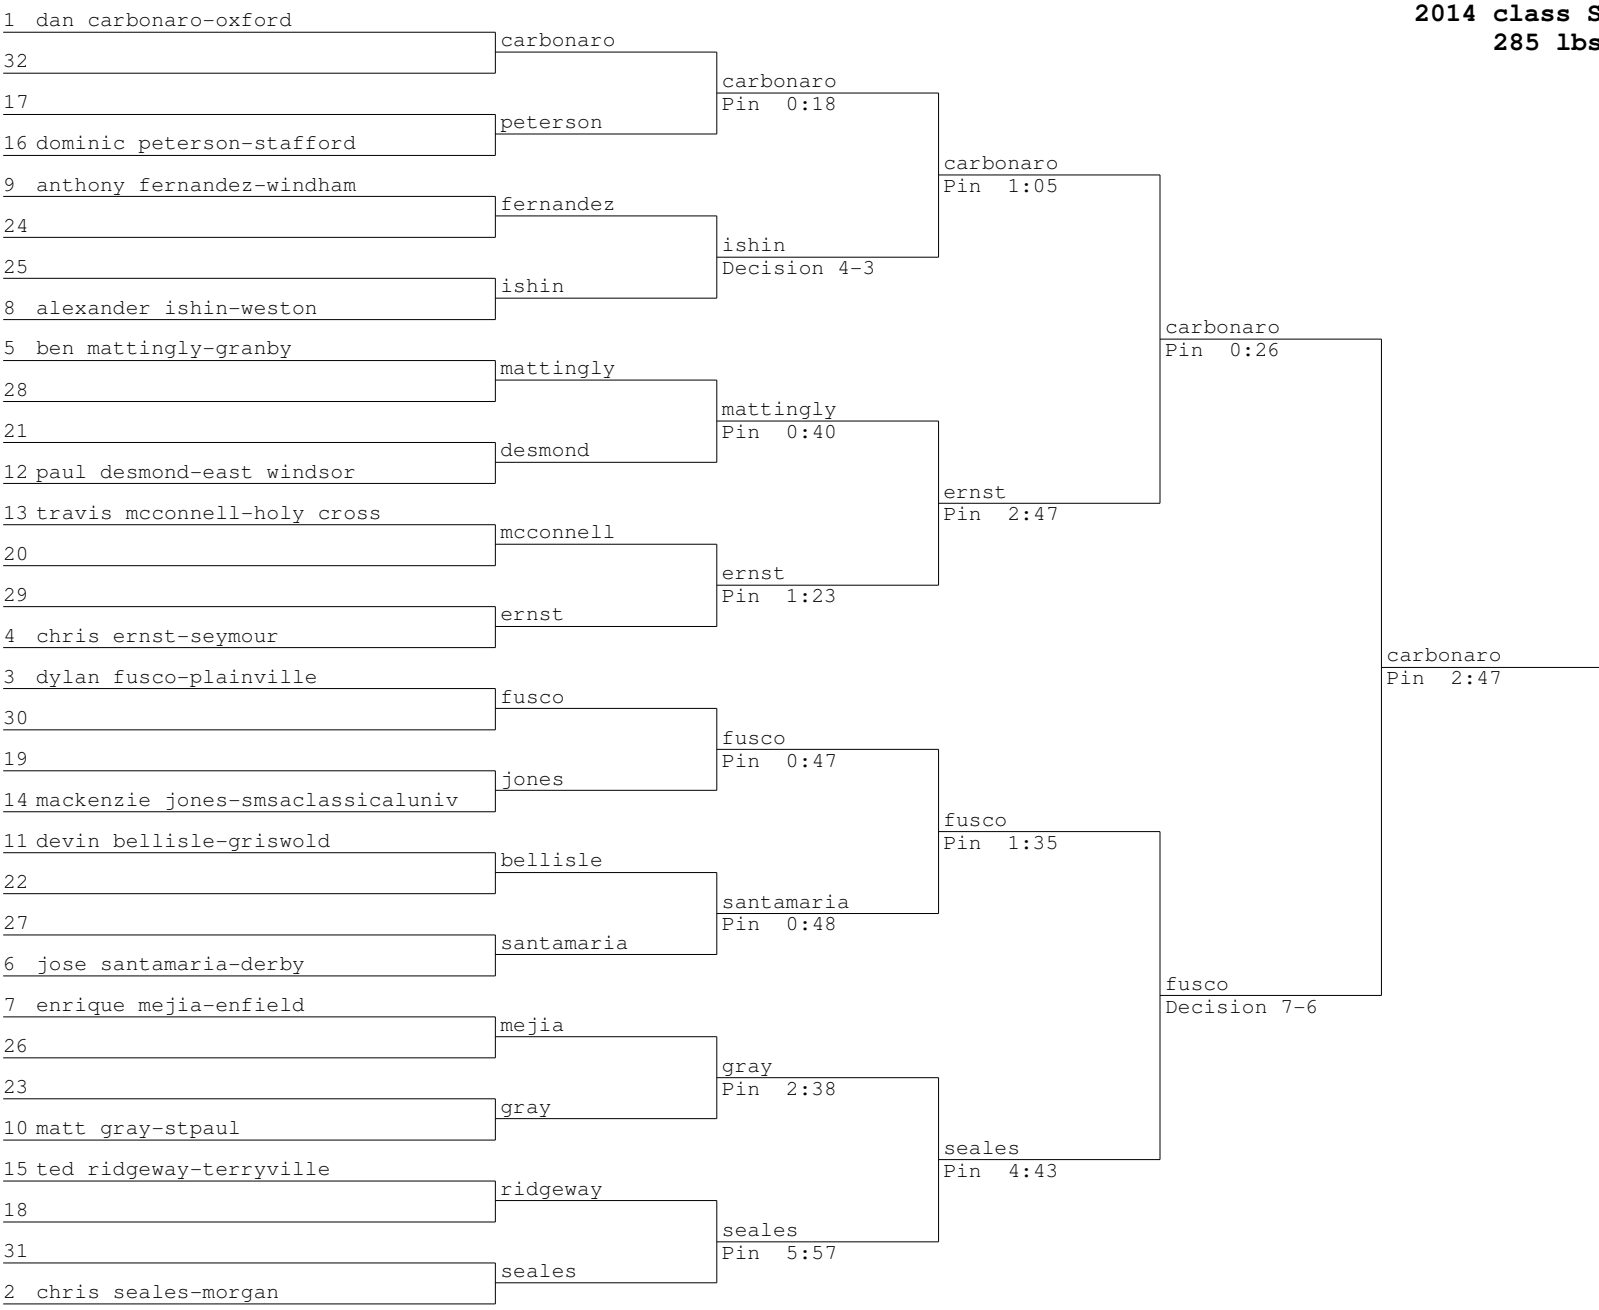 2014 class S
285 lbs
1 dan carbonaro-oxford
carbonaro
32
carbonaro
17
Pin 0:18
peterson
16 dominic peterson-stafford
carbonaro
9 anthony fernandez-windham
Pin 1:05
fernandez
24
ishin
25
Decision 4-3
ishin
8 alexander ishin-weston
carbonaro
5 ben mattingly-granby
Pin 0:26
mattingly
28
mattingly
21
Pin 0:40
desmond
12 paul desmond-east windsor
ernst
13 travis mcconnell-holy cross
Pin 2:47
mcconnell
20
ernst
29
Pin 1:23
ernst
4 chris ernst-seymour
carbonaro
3 dylan fusco-plainville
Pin 2:47
fusco
30
fusco
19
Pin 0:47
jones
14 mackenzie jones-smsaclassicaluniv
fusco
11 devin bellisle-griswold
Pin 1:35
bellisle
22
santamaria
27
Pin 0:48
santamaria
6 jose santamaria-derby
fusco
7 enrique mejia-enfield
Decision 7-6
mejia
26
gray
23
Pin 2:38
gray
10 matt gray-stpaul
seales
15 ted ridgeway-terryville
Pin 4:43
ridgeway
18
seales
31
Pin 5:57
seales
2 chris seales-morgan